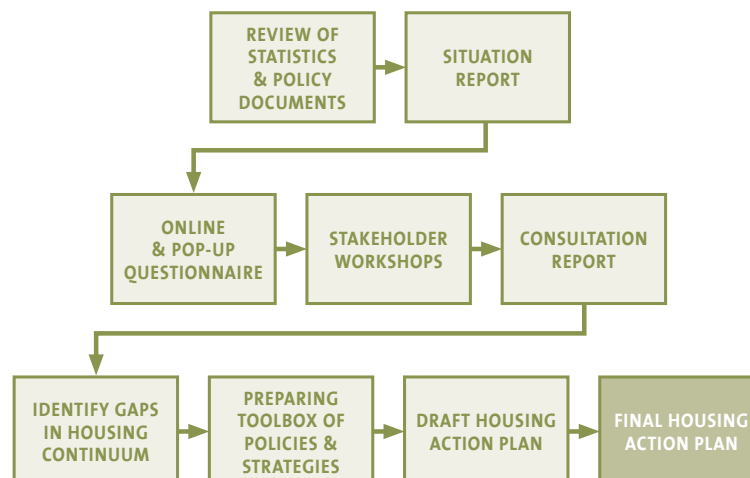 REVIEW OF
STATISTICS
& POLICY
DOCUMENTS
SITUATION
REPORT
ONLINE
& POP-UP
QUESTIONNAIRE
STAKEHOLDER
WORKSHOPS
CONSULTATION
REPORT
IDENTIFY GAPS
IN HOUSING
CONTINUUM
PREPARING
TOOLBOX OF
POLICIES &
STRATEGIES
DRAFT HOUSING
ACTION PLAN
FINAL HOUSING
ACTION PLAN